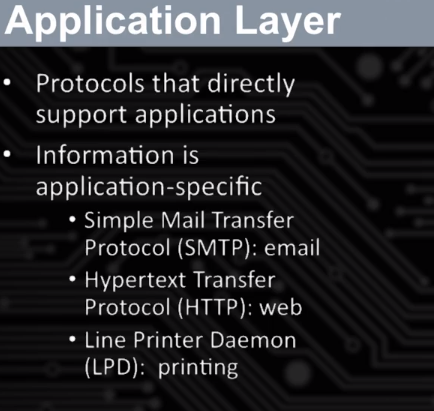 Application Layer
• Protocols that directly
support applications
• Information is
application-specific
• Simple Mail Transfer
Protocol (SMTP): email
• Hypertext Transfer
Protocol (HTTP): web
• Line Printer Daemon
(LPD):  printing